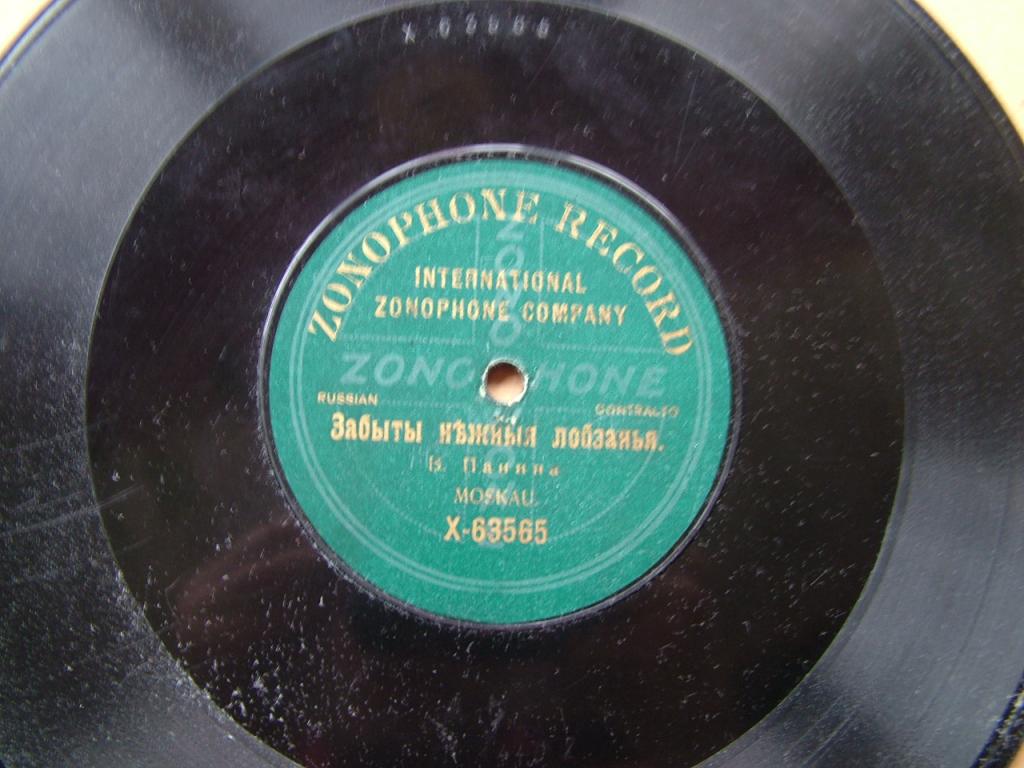 ZONOPHONE RECORD
INTERNATIONAL
ZONOPHONE COMPANY
ZONOPHONE
RUSSIAN CONTRALTO
Забыты нѣжныя лобзанья.
В. Панина
MOSKAU.
X-63565